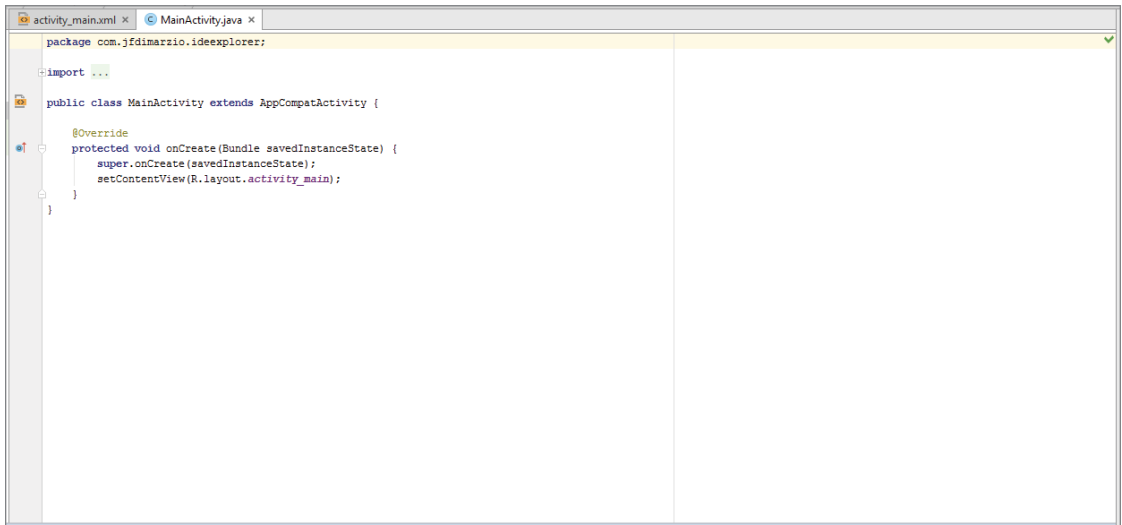 activity_main.xml × C MainActivity.java ×
package com.jfdimarzio.ideexplorer;
import ...
public class MainActivity extends AppCompatActivity {
@Override
protected void onCreate(Bundle savedInstanceState) {
super.onCreate(savedInstanceState);
setContentView(R.layout.activity_main);
}
}